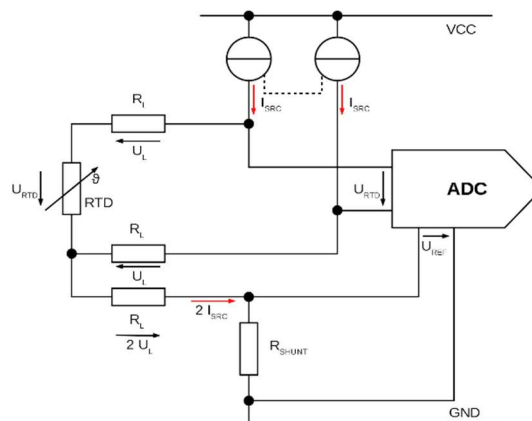 VCC
I_SRC
I_SRC
R_L
U_L
U_RTD
ϑ
RTD
U_RTD
ADC
U_REF
R_L
U_L
R_L
2 U_L
2 I_SRC
R_SHUNT
GND